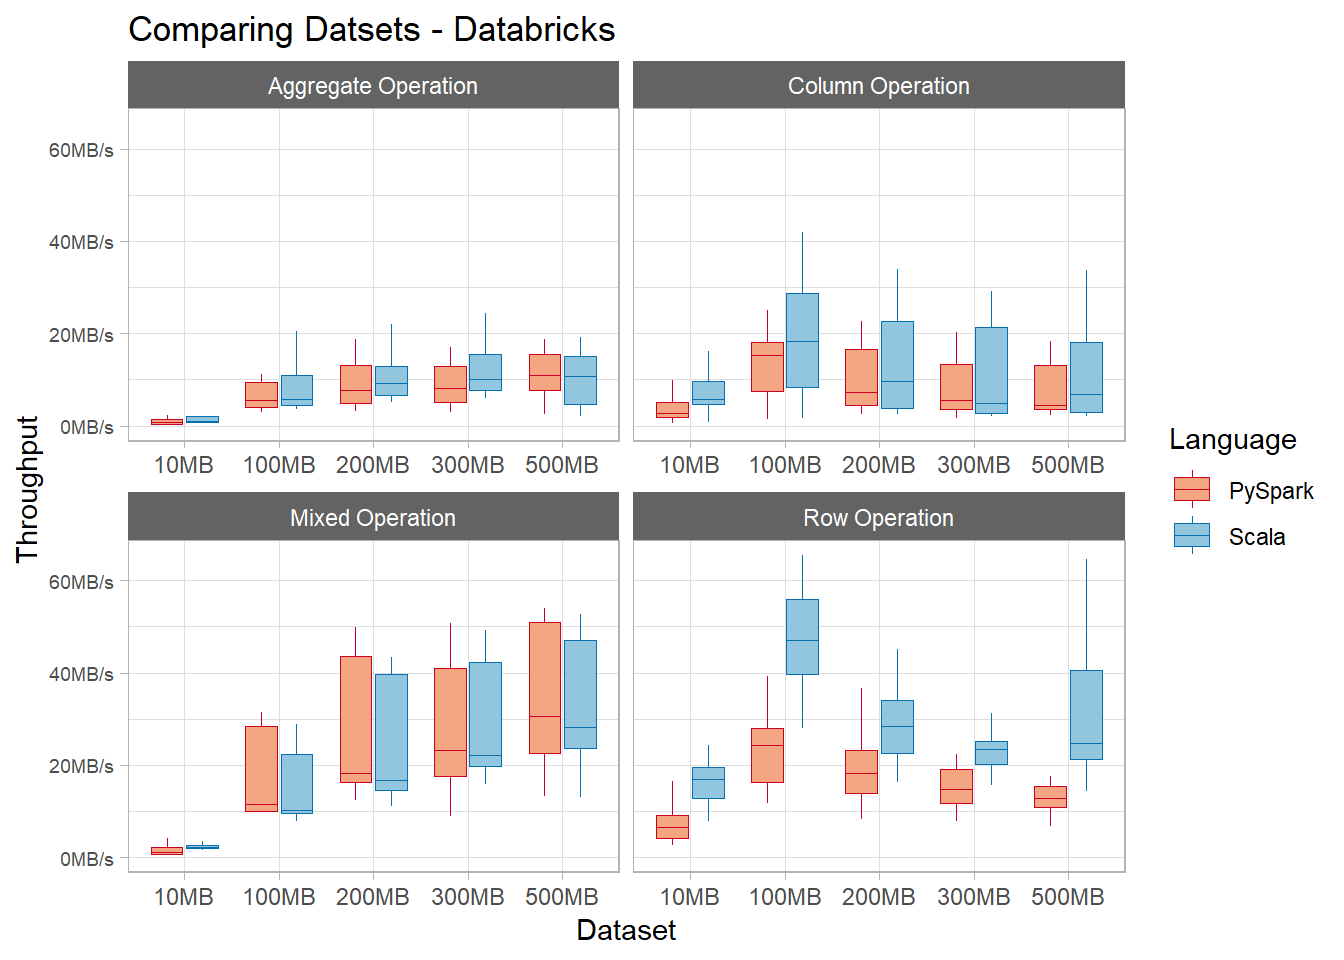 Comparing Datsets - Databricks
Aggregate Operation
Column Operation
60MB/s
40MB/s
20MB/s
0MB/s
10MB 100MB 200MB 300MB 500MB
10MB 100MB 200MB 300MB 500MB
Mixed Operation
Row Operation
60MB/s
40MB/s
20MB/s
0MB/s
10MB 100MB 200MB 300MB 500MB
10MB 100MB 200MB 300MB 500MB
Dataset
Throughput
Language
PySpark
Scala